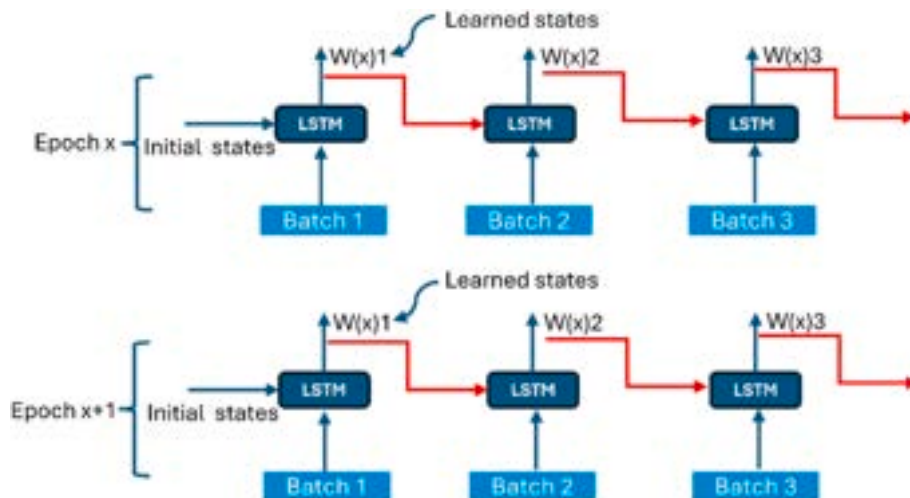 Learned states
W(x)1
W(x)2
W(x)3
LSTM
LSTM
LSTM
Epoch x
Initial states
Batch 1
Batch 2
Batch 3
Learned states
W(x)1
W(x)2
W(x)3
LSTM
LSTM
LSTM
Epoch x+1
Initial states
Batch 1
Batch 2
Batch 3